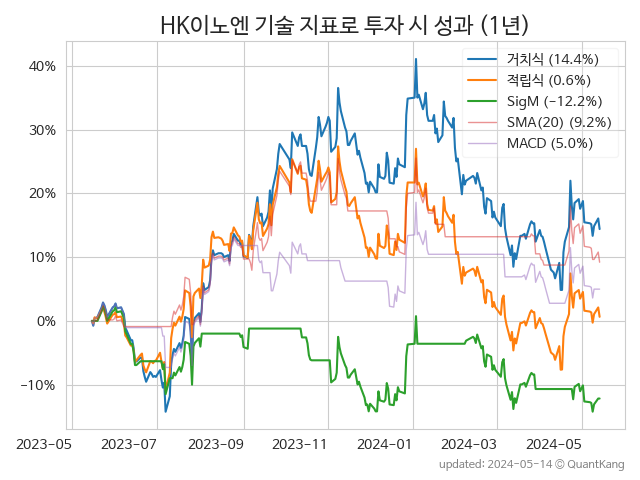 HK이노엔 기술 지표로 투자 시 성과 (1년)
거치식 (14.4%)
적립식 (0.6%)
SigM (−12.2%)
SMA(20) (9.2%)
MACD (5.0%)
40%
30%
20%
10%
0%
−10%
2023-05 2023-07 2023-09 2023-11 2024-01 2024-03 2024-05
updated: 2024-05-14 © QuantKang